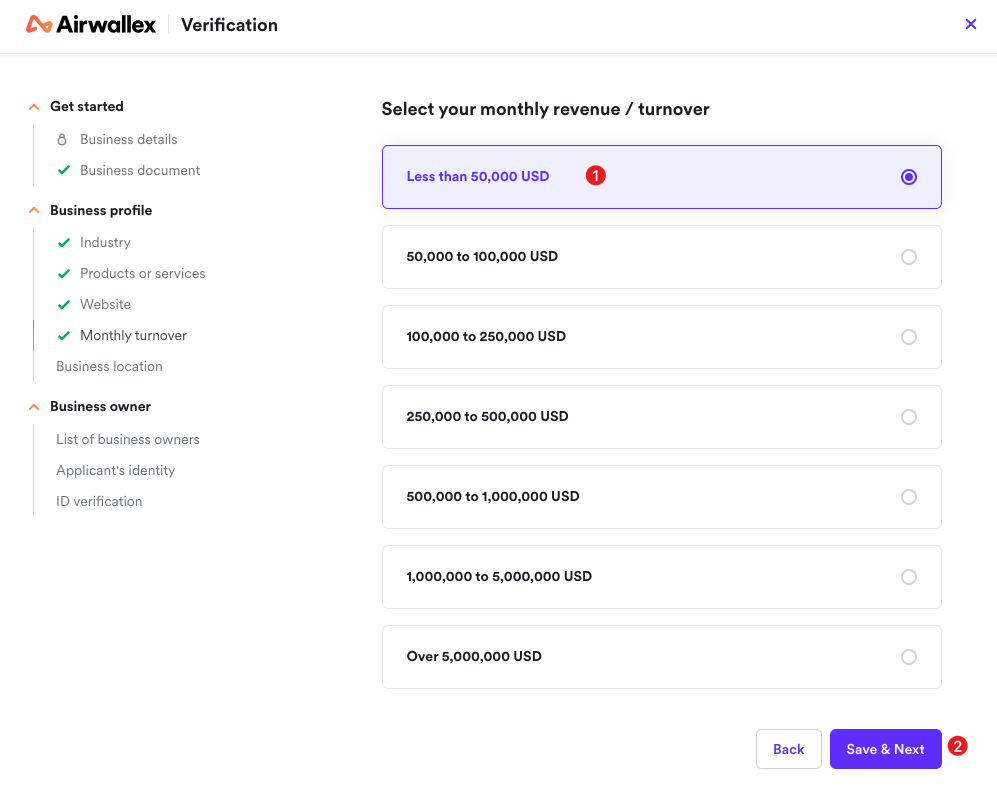 Airwallex Verification
Get started
Business details
Business document
Business profile
Industry
Products or services
Website
Monthly turnover
Business location
Business owner
List of business owners
Applicant's identity
ID verification
Select your monthly revenue / turnover
Less than 50,000 USD 1
50,000 to 100,000 USD
100,000 to 250,000 USD
250,000 to 500,000 USD
500,000 to 1,000,000 USD
1,000,000 to 5,000,000 USD
Over 5,000,000 USD
Back Save & Next 2